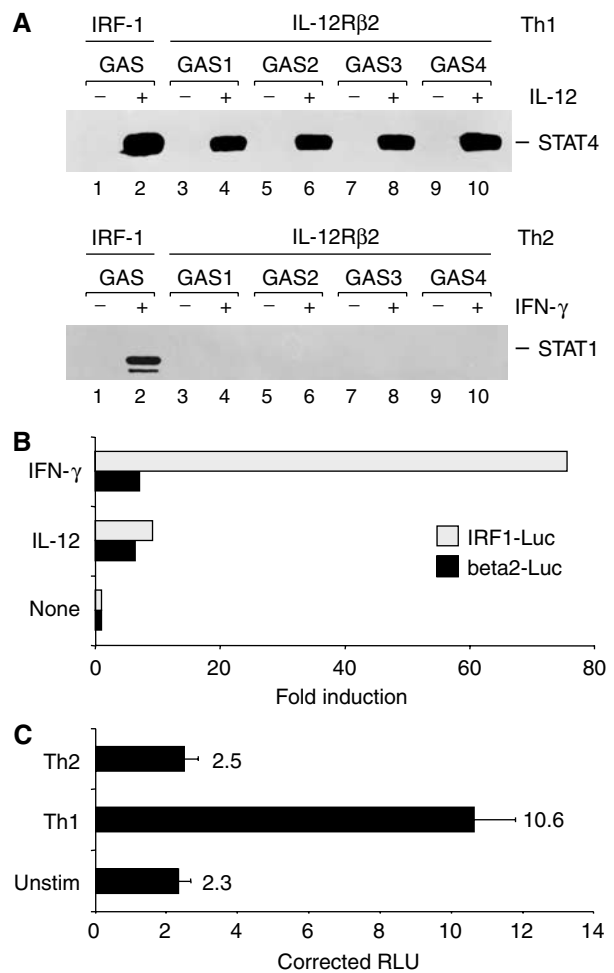 A
IRF-1 IL-12Rβ2 Th1
GAS GAS1 GAS2 GAS3 GAS4
– + – + – + – + – + IL-12
– STAT4
1 2 3 4 5 6 7 8 9 10
IRF-1 IL-12Rβ2 Th2
GAS GAS1 GAS2 GAS3 GAS4
– + – + – + – + – + IFN-γ
– STAT1
1 2 3 4 5 6 7 8 9 10
B
IFN-γ
IL-12
None
IRF1-Luc
beta2-Luc
0 20 40 60 80
Fold induction
C
Th2 2.5
Th1 10.6
Unstim 2.3
0 2 4 6 8 10 12 14
Corrected RLU